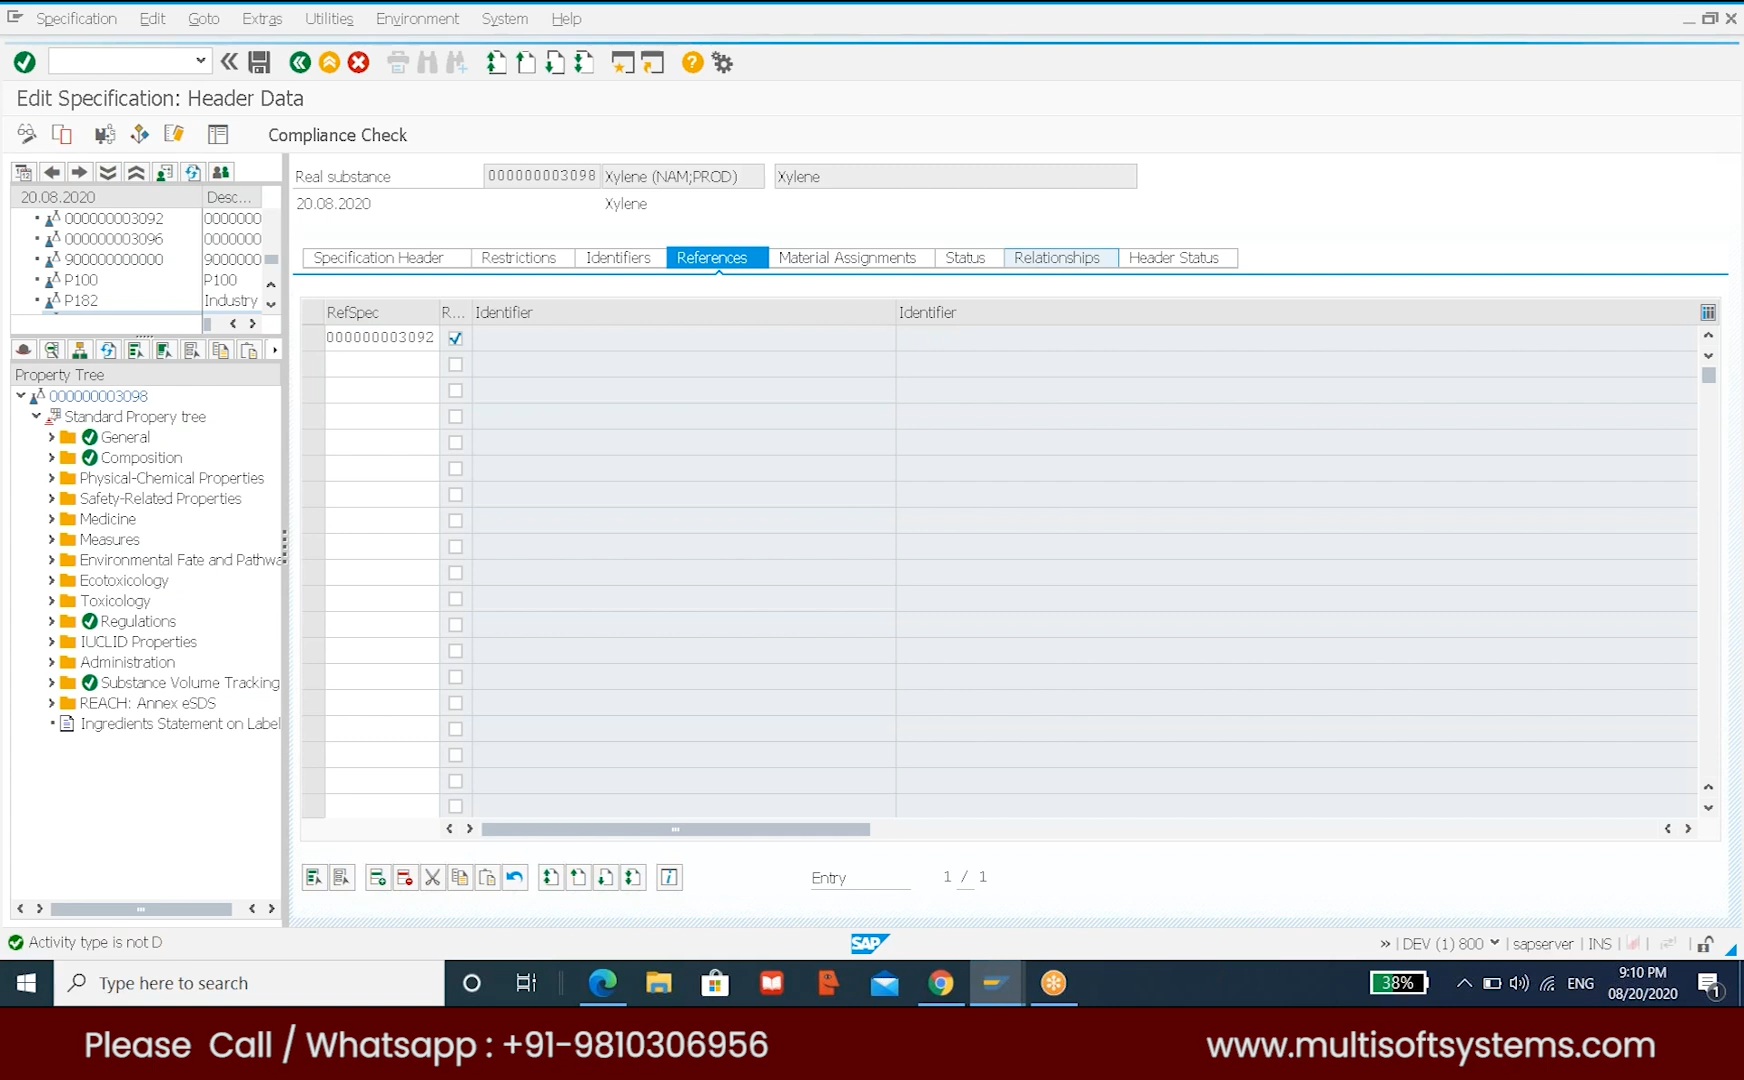 Specification Edit Goto Extras Utilities Environment System Help
Edit Specification: Header Data
Compliance Check
Real substance 000000003098 Xylene (NAM;PROD) Xylene
20.08.2020 Xylene
20.08.2020 Desc...
000000003092 0000000
000000003096 0000000
900000000000 9000000
P100 P100
P182 Industry
Specification Header Restrictions Identifiers References Material Assignments Status Relationships Header Status
RefSpec R... Identifier Identifier
000000003092
Property Tree
000000003098
Standard Propery tree
General
Composition
Physical-Chemical Properties
Safety-Related Properties
Medicine
Measures
Environmental Fate and Pathwa
Ecotoxicology
Toxicology
Regulations
IUCLID Properties
Administration
Substance Volume Tracking
REACH: Annex eSDS
Ingredients Statement on Label
Entry 1 / 1
Activity type is not D
SAP
» DEV (1) 800 sapserver INS
Type here to search
38%
ENG
9:10 PM
08/20/2020
1
Please Call / Whatsapp : +91-9810306956
www.multisoftsystems.com